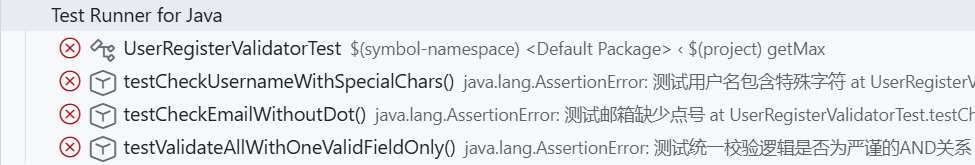 Test Runner for Java
UserRegisterValidatorTest $(symbol-namespace) <Default Package> ‹ $(project) getMax
testCheckUsernameWithSpecialChars() java.lang.AssertionError: 测试用户名包含特殊字符 at UserRegisterV
testCheckEmailWithoutDot() java.lang.AssertionError: 测试邮箱缺少点号 at UserRegisterValidatorTest.testCh
testValidateAllWithOneValidFieldOnly() java.lang.AssertionError: 测试统一校验逻辑是否为严谨的AND关系